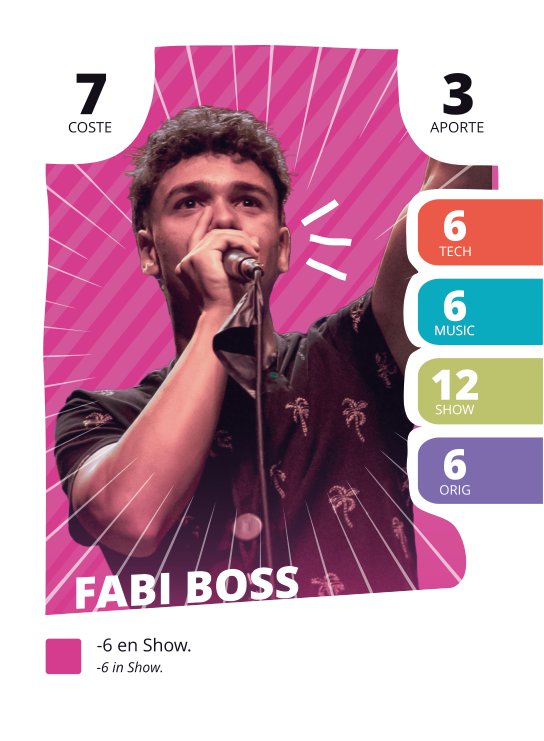 7
COSTE
3
APORTE
6
TECH
6
MUSIC
12
SHOW
6
ORIG
FABI BOSS
-6 en Show.
-6 in Show.